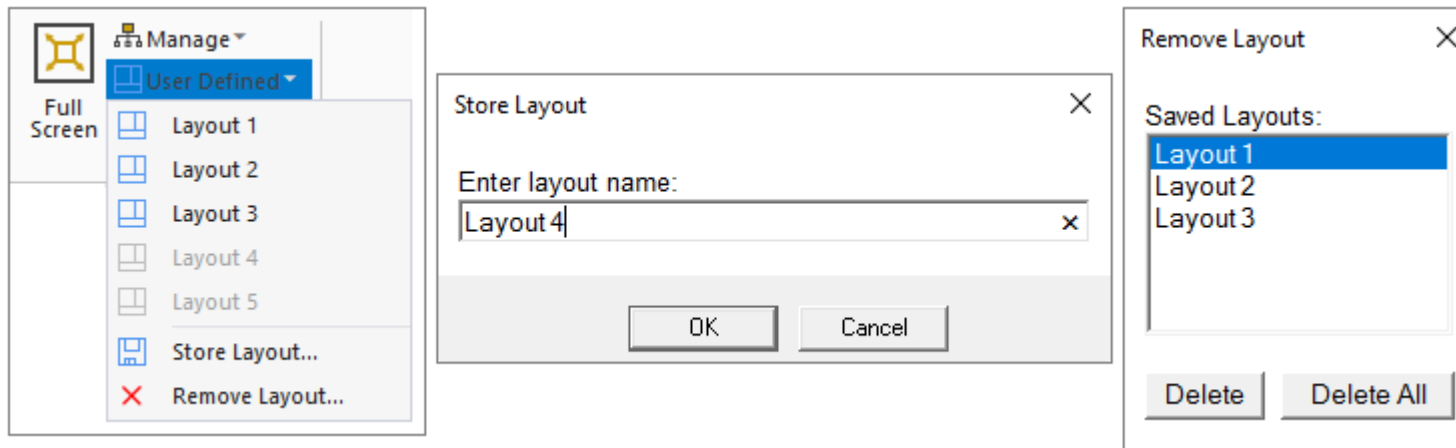 Manage
User Defined
Full
Screen
Layout 1
Layout 2
Layout 3
Layout 4
Layout 5
Store Layout...
Remove Layout...
Store Layout
Enter layout name:
Layout 4
OK
Cancel
Remove Layout
Saved Layouts:
Layout 1
Layout 2
Layout 3
Delete
Delete All